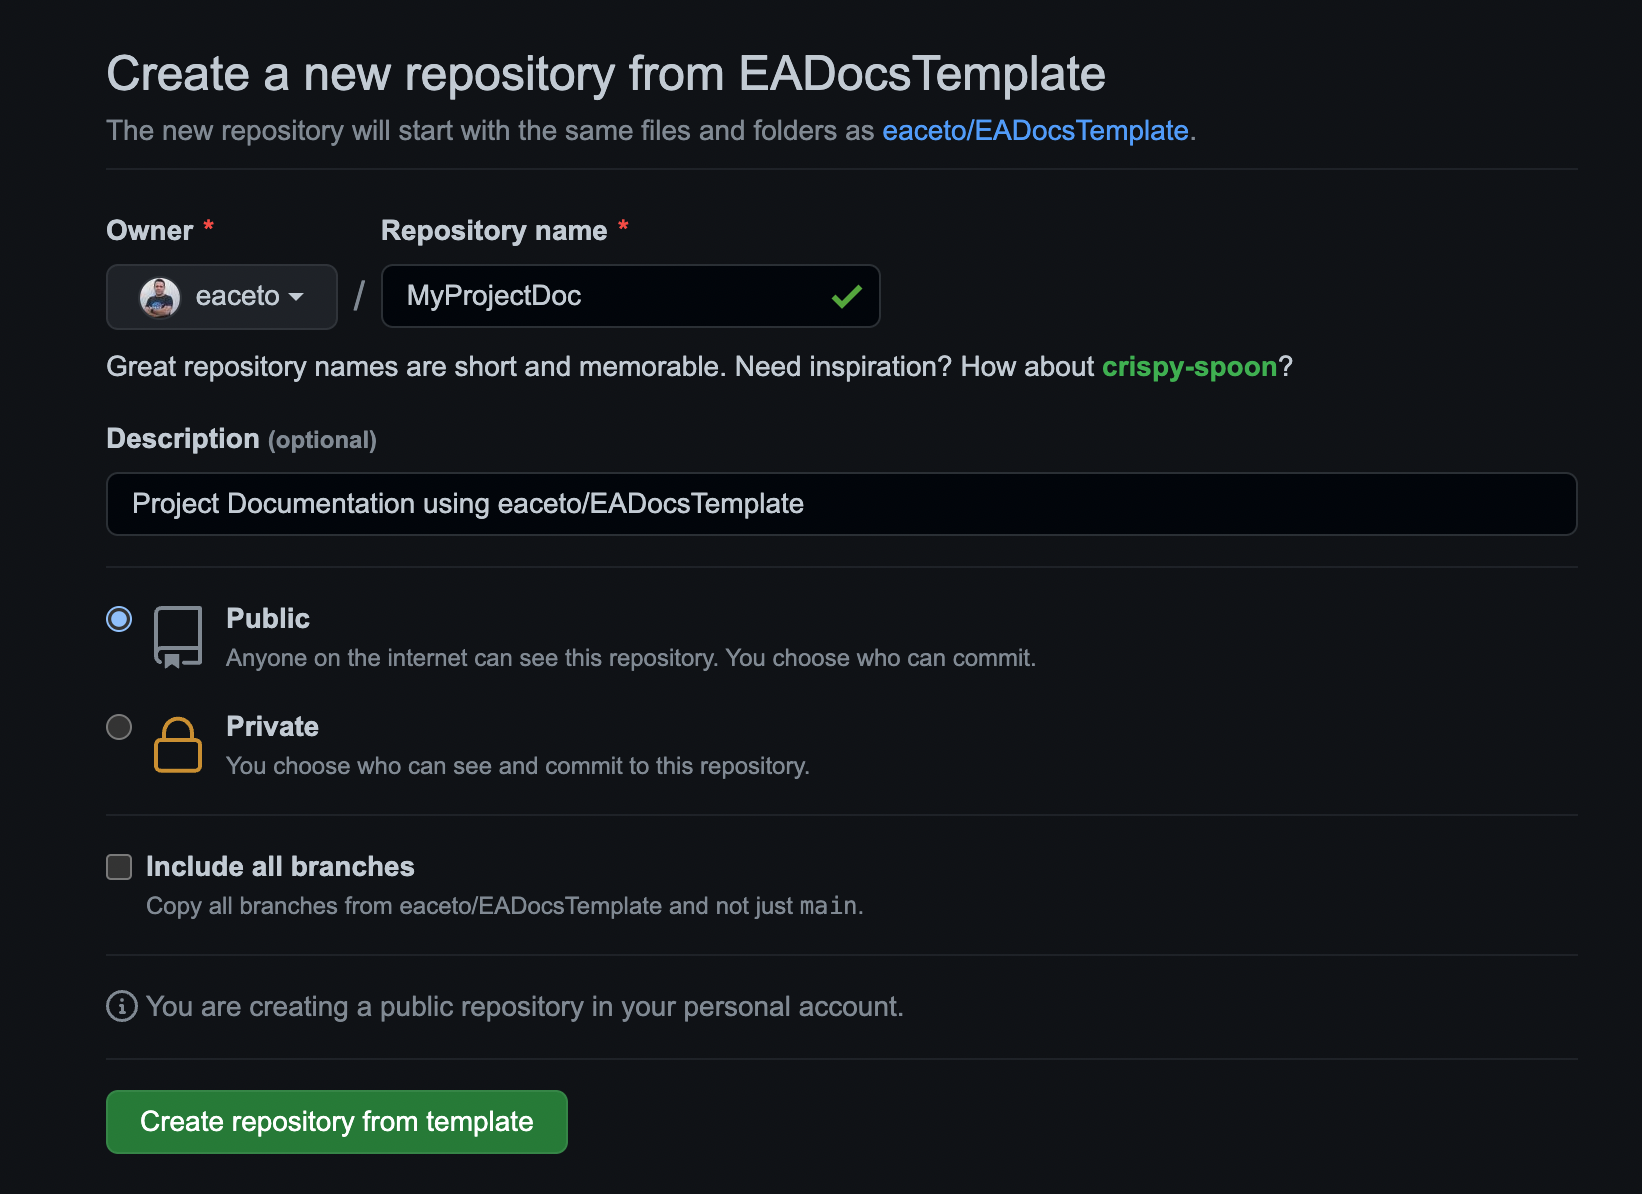 Create a new repository from EADocsTemplate
The new repository will start with the same files and folders as eaceto/EADocsTemplate.
Owner * Repository name *
eaceto / MyProjectDoc
Great repository names are short and memorable. Need inspiration? How about crispy-spoon?
Description (optional)
Project Documentation using eaceto/EADocsTemplate
Public
Anyone on the internet can see this repository. You choose who can commit.
Private
You choose who can see and commit to this repository.
Include all branches
Copy all branches from eaceto/EADocsTemplate and not just main.
You are creating a public repository in your personal account.
Create repository from template